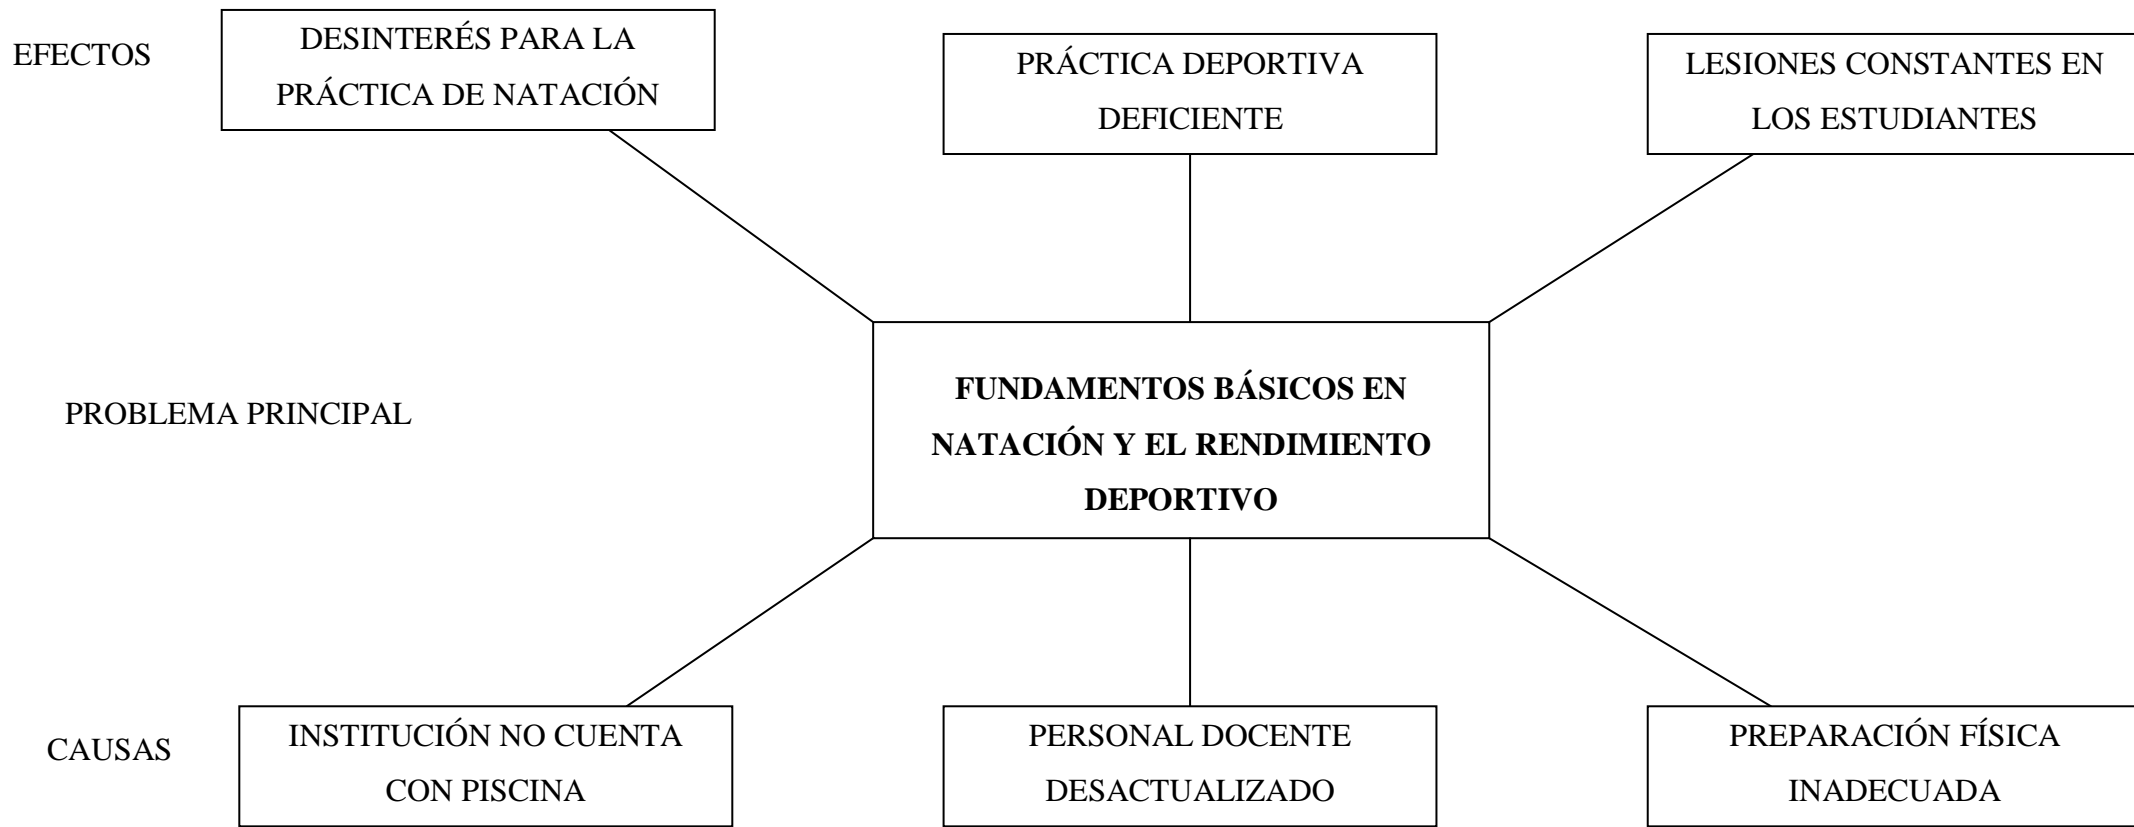 EFECTOS
DESINTERÉS PARA LA
PRÁCTICA DE NATACIÓN
PRÁCTICA DEPORTIVA
DEFICIENTE
LESIONES CONSTANTES EN
LOS ESTUDIANTES
PROBLEMA PRINCIPAL
FUNDAMENTOS BÁSICOS EN
NATACIÓN Y EL RENDIMIENTO
DEPORTIVO
CAUSAS
INSTITUCIÓN NO CUENTA
CON PISCINA
PERSONAL DOCENTE
DESACTUALIZADO
PREPARACIÓN FÍSICA
INADECUADA